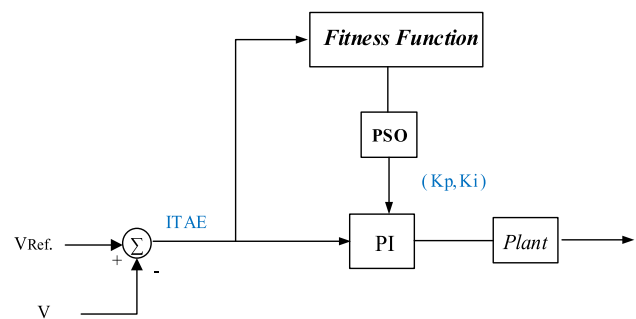 Fitness Function
PSO
(Kp,Ki)
ITAE
VRef.
Σ
+
-
PI
Plant
V